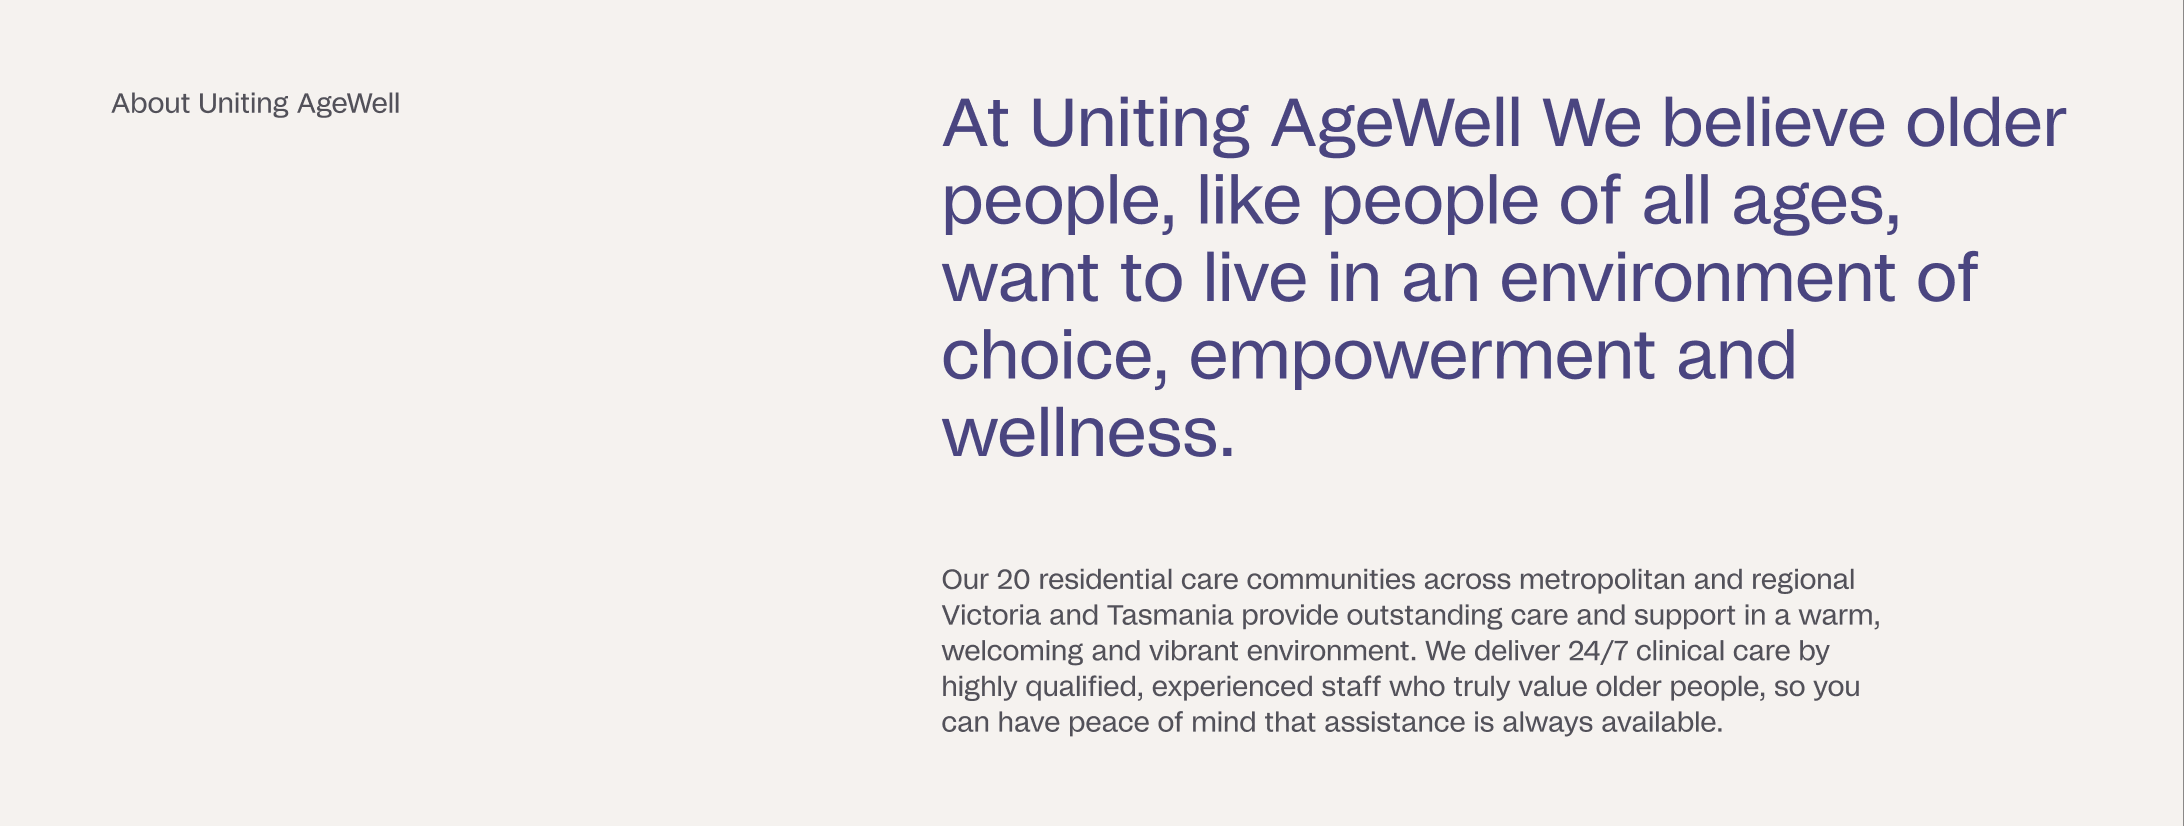 About Uniting AgeWell
At Uniting AgeWell We believe older
people, like people of all ages,
want to live in an environment of
choice, empowerment and
wellness.
Our 20 residential care communities across metropolitan and regional
Victoria and Tasmania provide outstanding care and support in a warm,
welcoming and vibrant environment. We deliver 24/7 clinical care by
highly qualified, experienced staff who truly value older people, so you
can have peace of mind that assistance is always available.